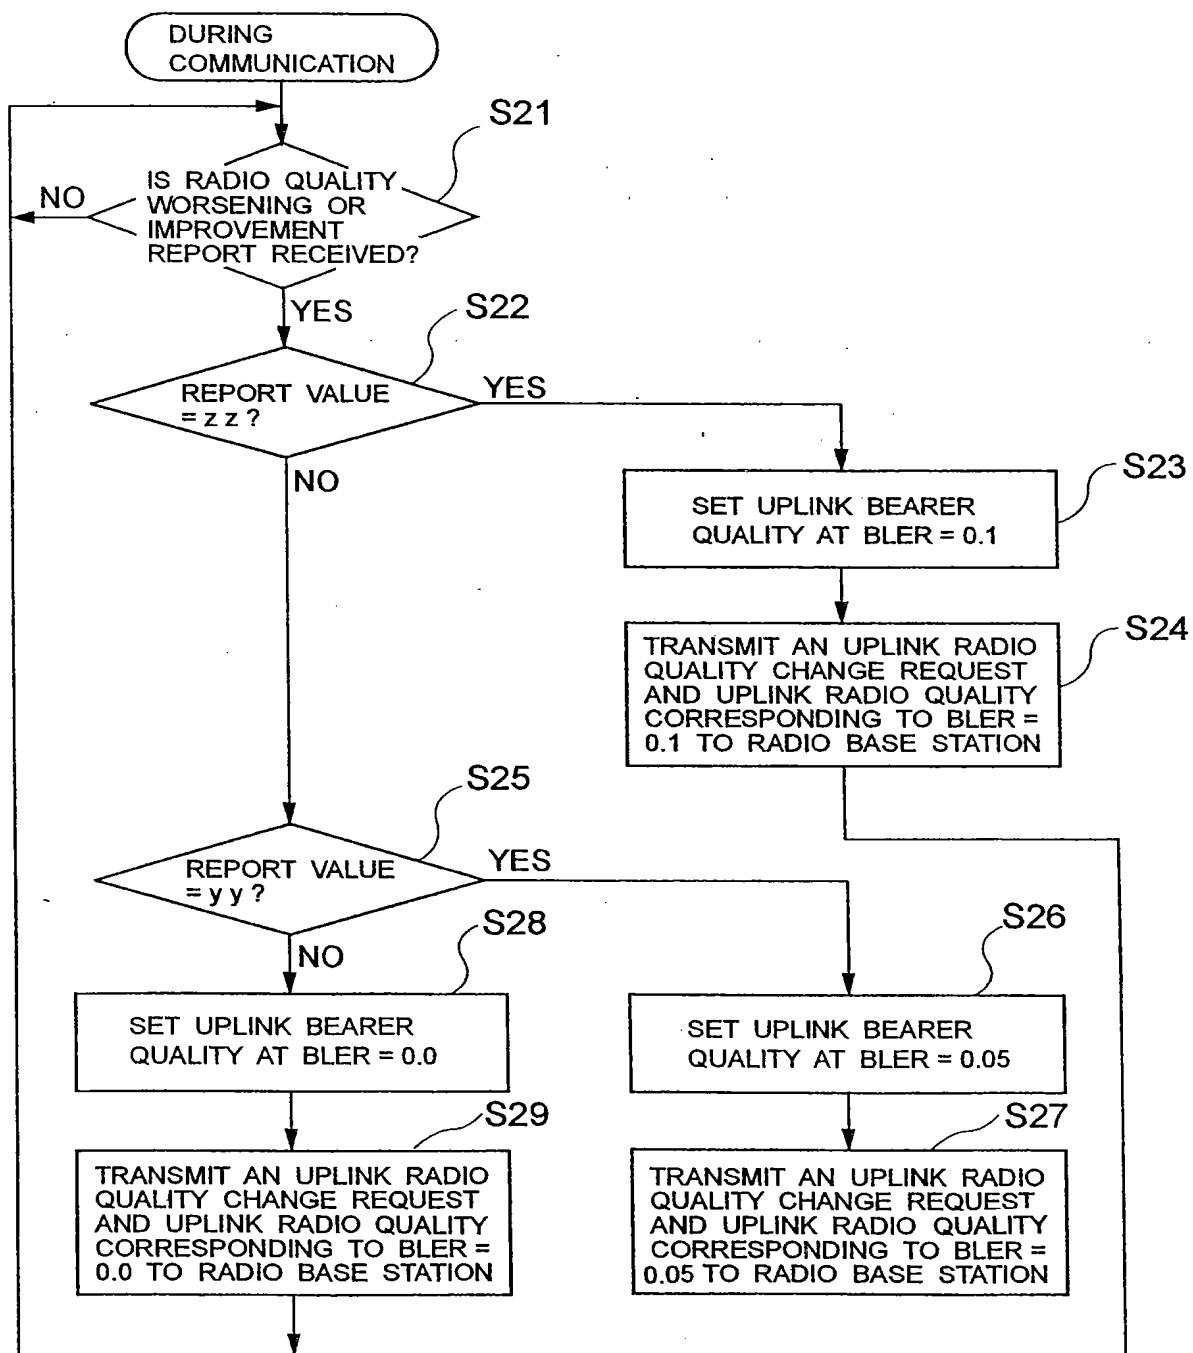 DURING
COMMUNICATION
S21
IS RADIO QUALITY
WORSENING OR
IMPROVEMENT
REPORT RECEIVED?
NO
YES
S22
REPORT VALUE
= z z ?
YES
NO
S23
SET UPLINK BEARER
QUALITY AT BLER = 0.1
S24
TRANSMIT AN UPLINK RADIO
QUALITY CHANGE REQUEST
AND UPLINK RADIO QUALITY
CORRESPONDING TO BLER =
0.1 TO RADIO BASE STATION
S25
REPORT VALUE
= y y ?
YES
NO
S28
SET UPLINK BEARER
QUALITY AT BLER = 0.0
S26
SET UPLINK BEARER
QUALITY AT BLER = 0.05
S29
TRANSMIT AN UPLINK RADIO
QUALITY CHANGE REQUEST
AND UPLINK RADIO QUALITY
CORRESPONDING TO BLER =
0.0 TO RADIO BASE STATION
S27
TRANSMIT AN UPLINK RADIO
QUALITY CHANGE REQUEST
AND UPLINK RADIO QUALITY
CORRESPONDING TO BLER =
0.05 TO RADIO BASE STATION